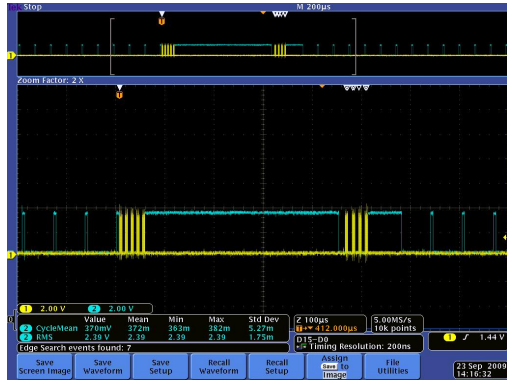 Tek Stop
M 200µs
T
1
Zoom Factor: 2 X
T
1
1 2.00 V 2 2.00 V
Value Mean Min Max Std Dev
2 CycleMean 370mV 372m 363m 382m 5.27m
2 RMS 2.39 V 2.39 2.39 2.39 1.75m
Edge Search events found: 7
Z 100µs
T→▼ 412.000µs
5.00MS/s
10k points
D15-D0
Timing Resolution: 200ns
1 1.44 V
Save Screen Image
Save Waveform
Save Setup
Recall Waveform
Recall Setup
Assign Save to Image
File Utilities
23 Sep 2009
14:16:32